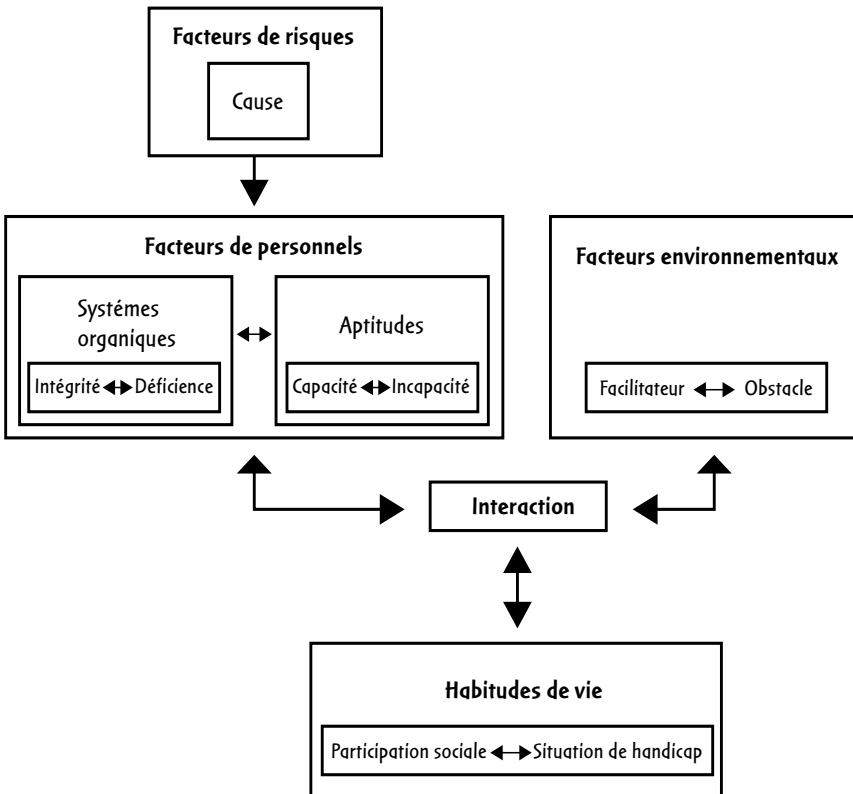 Facteurs de risques
Cause
Facteurs de personnels
Systémes
organiques
Intégrité
Déficience
Aptitudes
Capacité
Incapacité
Facteurs environnementaux
Facilitateur
Obstacle
Interaction
Habitudes de vie
Participation sociale
Situation de handicap